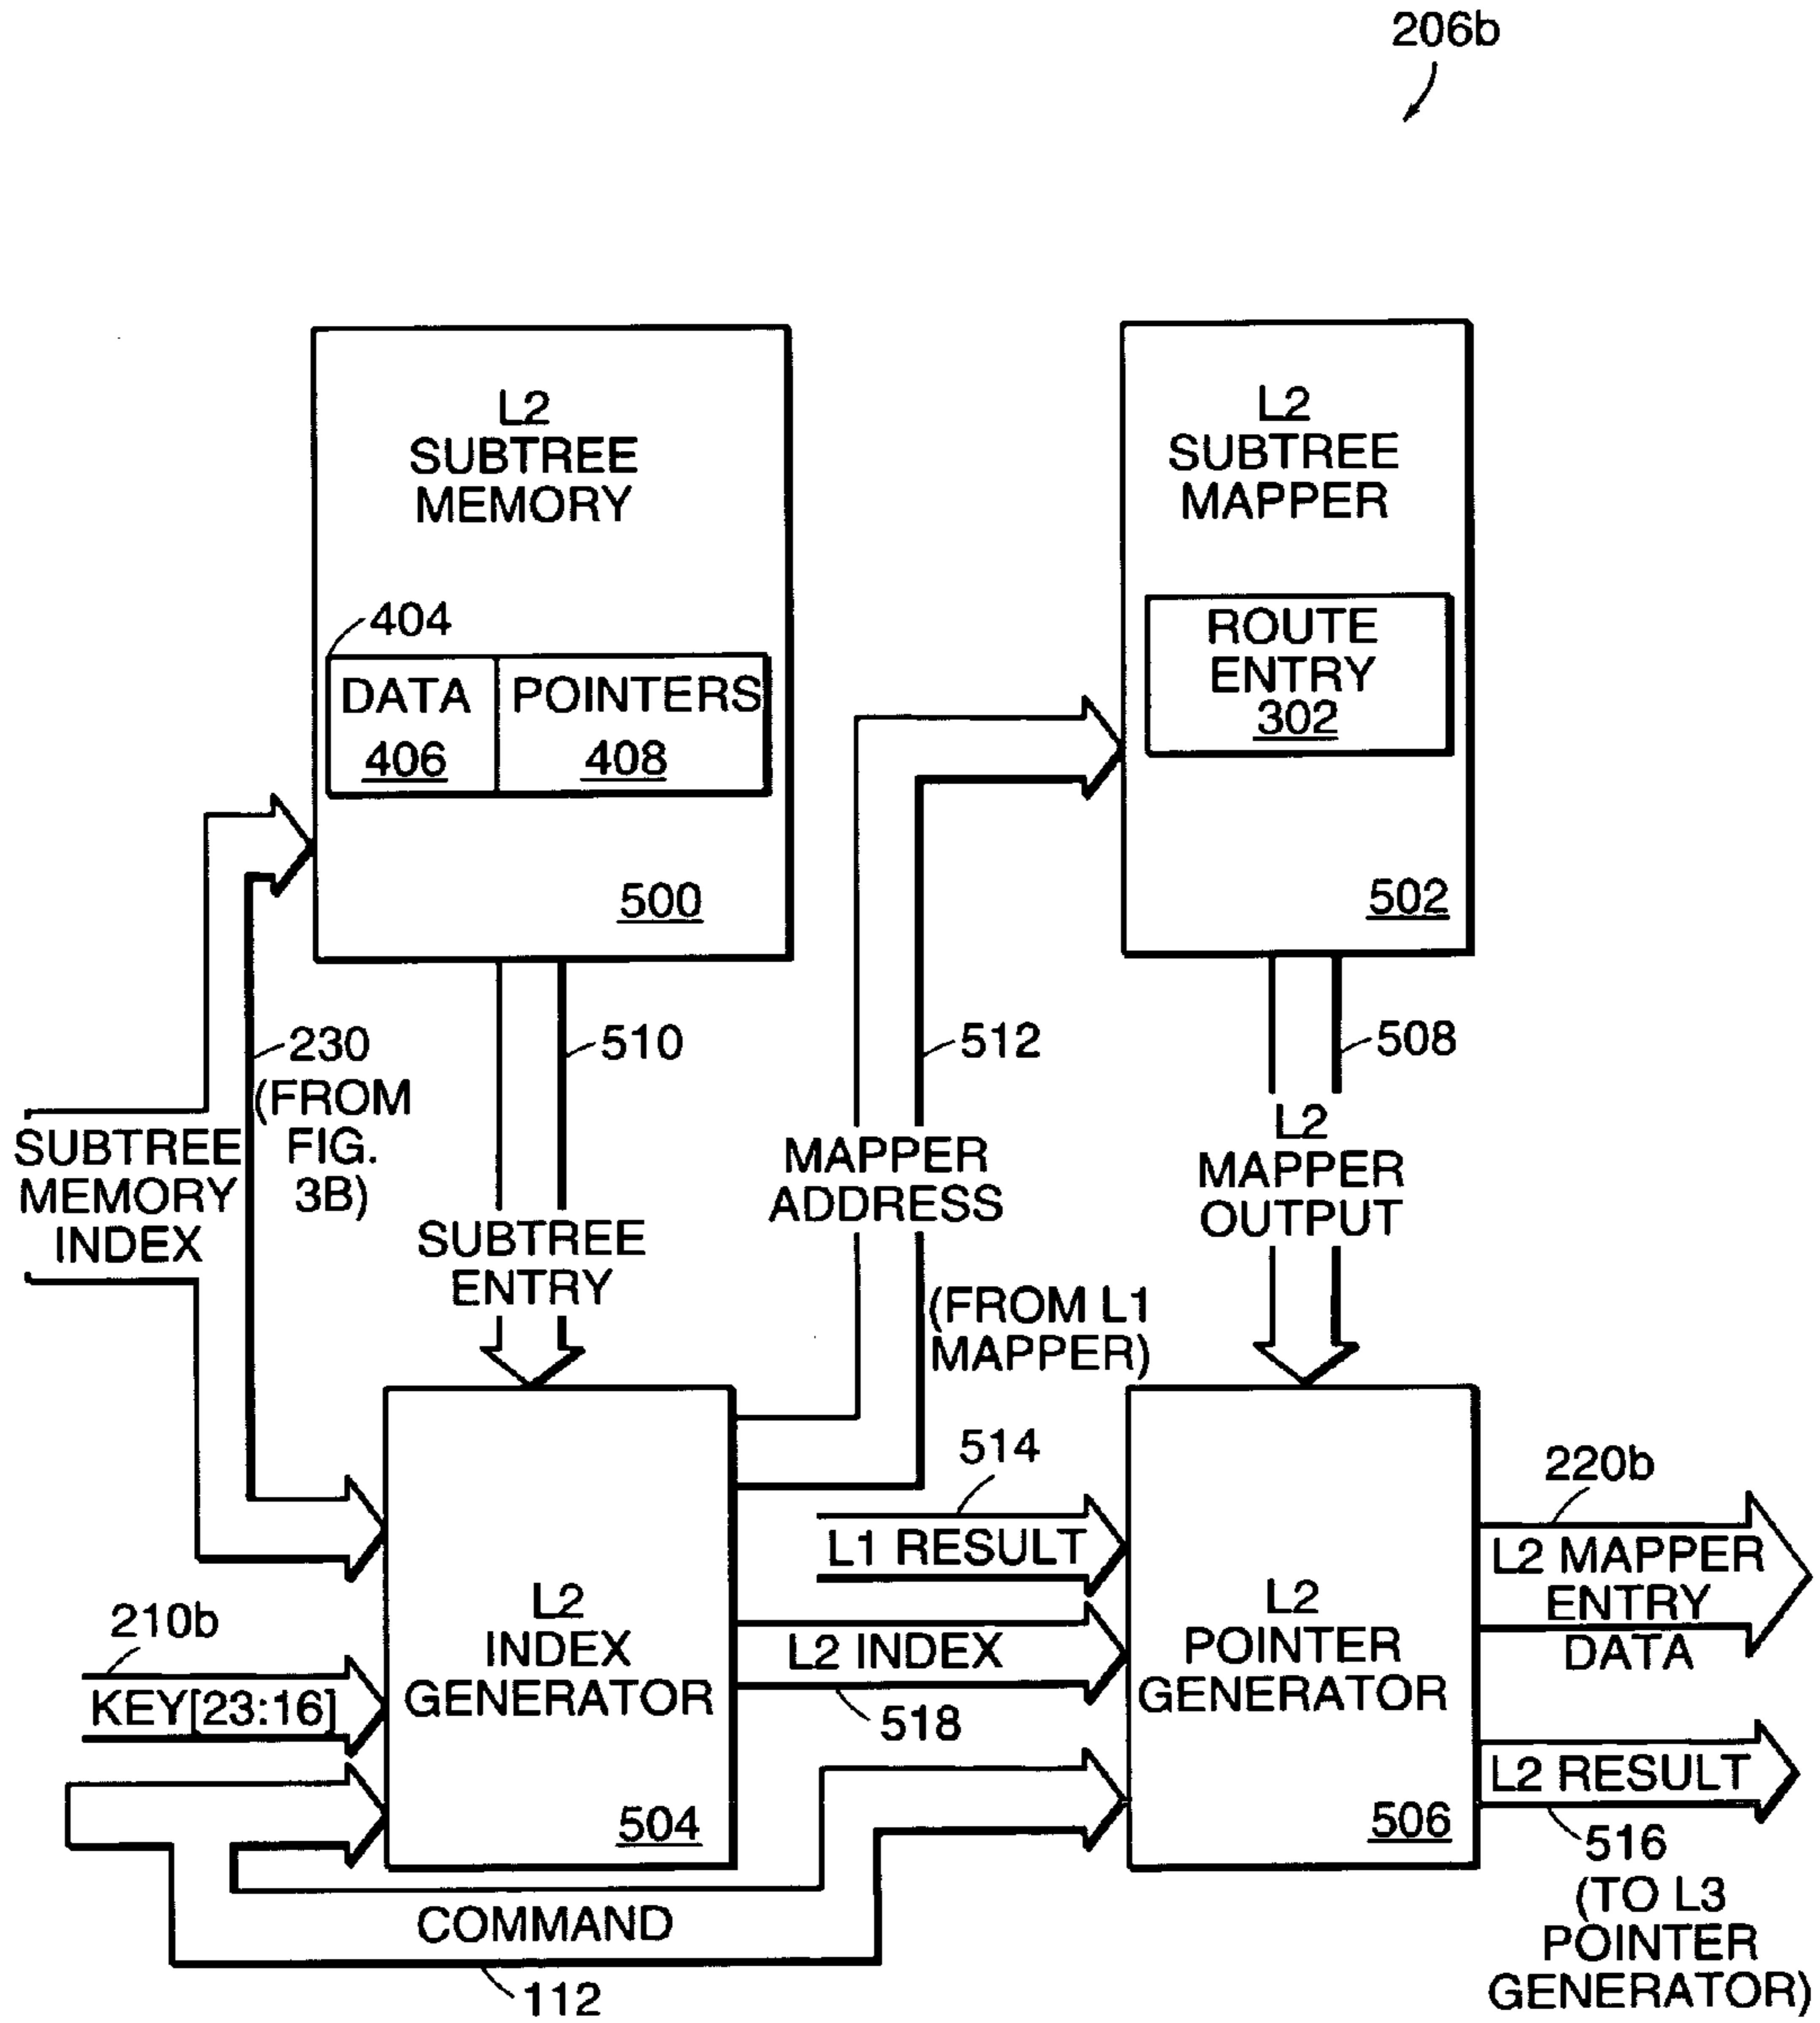 206b
L2
SUBTREE
MEMORY
404
DATA
406
POINTERS
408
500
L2
SUBTREE
MAPPER
ROUTE
ENTRY
302
502
230
(FROM
FIG.
3B)
SUBTREE
MEMORY
INDEX
510
SUBTREE
ENTRY
512
MAPPER
ADDRESS
508
L2
MAPPER
OUTPUT
(FROM L1
MAPPER)
514
L1 RESULT
L2 INDEX
518
210b
KEY[23:16]
L2
INDEX
GENERATOR
504
L2
POINTER
GENERATOR
506
220b
L2 MAPPER
ENTRY
DATA
L2 RESULT
516
(TO L3
POINTER
GENERATOR)
COMMAND
112